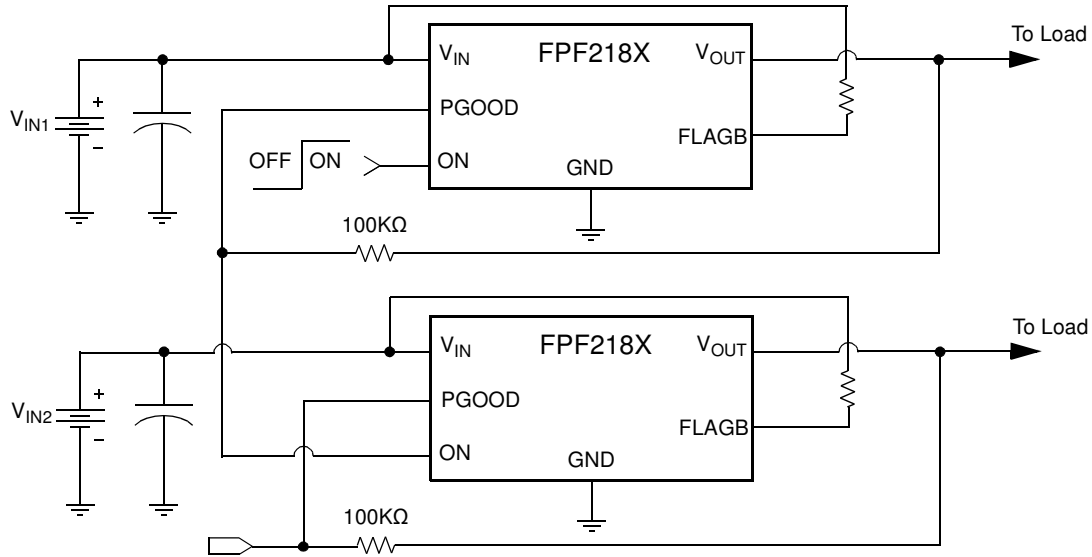 To Load
V_IN FPF218X V_OUT
V_IN1 + -
PGOOD
FLAGB
OFF ON ON
GND
100KΩ
To Load
V_IN FPF218X V_OUT
V_IN2 + -
PGOOD
FLAGB
ON
GND
100KΩ